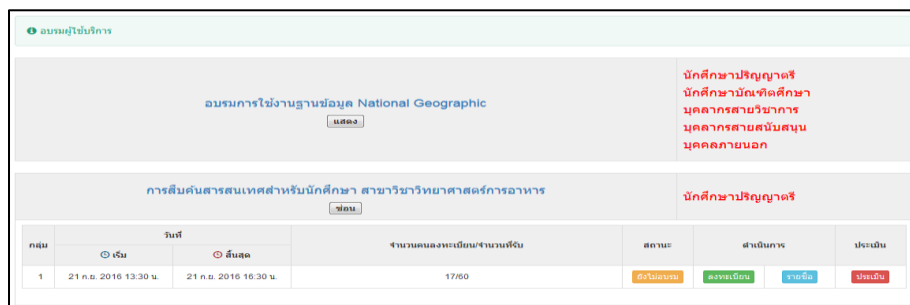 อบรมผู้ใช้บริการ
อบรมการใช้งานฐานข้อมูล National Geographic
แสดง
นักศึกษาปริญญาตรี
นักศึกษาบัณฑิตศึกษา
บุคลากรสายวิชาการ
บุคลากรสายสนับสนุน
บุคคลภายนอก
การสืบค้นสารสนเทศสำหรับนักศึกษา สาขาวิชาวิทยาศาสตร์การอาหาร
ซ่อน
นักศึกษาปริญญาตรี
กลุ่ม วันที่ จำนวนคนลงทะเบียน/จำนวนที่รับ สถานะ ดำเนินการ ประเมิน
เริ่ม สิ้นสุด
1 21 ก.ย. 2016 13:30 น. 21 ก.ย. 2016 16:30 น. 17/60 ยังไม่อบรม ลงทะเบียน รายชื่อ ประเมิน